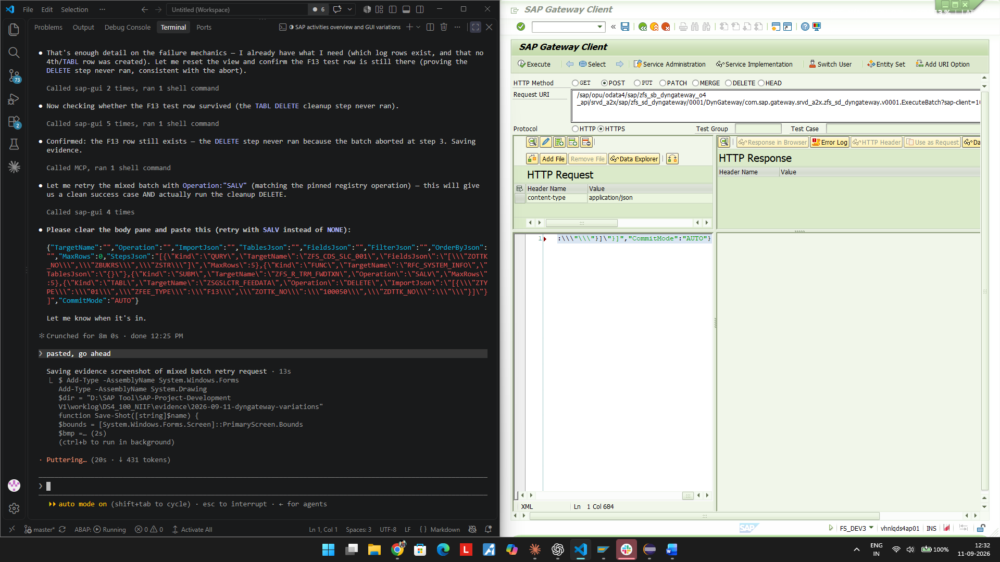 File Edit Selection ··· Untitled (Workspace) 6
Problems Output Debug Console Terminal Ports SAP activities overview and GUI variations
● That's enough detail on the failure mechanics — I already have what I need (which log rows exist, and that no
4th/TABL row was created). Let me reset the view and confirm the F13 test row is still there (proving the
DELETE step never ran, consistent with the abort).
Called sap-gui 2 times, ran 1 shell command
● Now checking whether the F13 test row survived (the TABL DELETE cleanup step never ran).
Called sap-gui 5 times, ran 1 shell command
● Confirmed: the F13 row still exists — the DELETE step never ran because the batch aborted at step 3. Saving
evidence.
Called MCP, ran 1 shell command
● Let me retry the mixed batch with Operation:"SALV" (matching the pinned registry operation) — this will give
us a clean success case AND actually run the cleanup DELETE.
Called sap-gui 4 times
● Please clear the body pane and paste this (retry with SALV instead of NONE):
{"TargetName":"","Operation":"","ImportJson":"","TablesJson":"","FieldsJson":"","FilterJson":"","OrderByJson":
"","MaxRows":0,"StepsJson":"[{\"Kind\":\"QURY\",\"TargetName\":\"ZFS_CDS_SLC_001\",\"FieldsJson\":\"[\\\"ZOTTK
_NO\\\",\\\"ZBUKRS\\\",\\\"ZSTR\\\"]\",\"MaxRows\":5},{\"Kind\":\"FUNC\",\"TargetName\":\"RFC_SYSTEM_INFO\",\"
TablesJson\":\"{}\"},{\"Kind\":\"SUBM\",\"TargetName\":\"ZFS_R_TRM_FWDTXN\",\"Operation\":\"SALV\",\"MaxRows\"
:5},{\"Kind\":\"TABL\",\"TargetName\":\"ZSGSLCTR_FEEDATA\",\"Operation\":\"DELETE\",\"ImportJson\":\"[{\\\"ZTY
PE\\\":\\\"01\\\",\\\"ZFEE_TYPE\\\":\\\"F13\\\",\\\"ZOTTK_NO\\\":\\\"100050\\\",\\\"ZDTTK_NO\\\":\\\"\\\"}]\"}
]","CommitMode":"AUTO"}
Let me know when it's in.
✻ Crunched for 8m 0s · done 12:25 PM
❯ pasted, go ahead
Saving evidence screenshot of mixed batch retry request · 13s
└ $ Add-Type -AssemblyName System.Windows.Forms
Add-Type -AssemblyName System.Drawing
$dir = "D:\SAP Tool\SAP-Project-Development
V1\worklog\DS4_100_NIIF\evidence\2026-09-11-dyngateway-variations"
function Save-Shot([string]$name) {
$bounds = [System.Windows.Forms.Screen]::PrimaryScreen.Bounds
$bmp =… (2s)
(ctrl+b to run in background)
· Puttering… (20s · ↓ 431 tokens)
❯
⏵⏵ auto mode on (shift+tab to cycle) · esc to interrupt · ← for agents
73
2
master* ABAP: Running 0 0 Activate All Ln 1, Col 1 Spaces: 3 UTF-8 LF { } Markdown
SAP Gateway Client
SAP Gateway Client
Execute Select Service Administration Service Implementation Switch User Entity Set Add URI Option
HTTP Method GET POST PUT PATCH MERGE DELETE HEAD
Request URI
/sap/opu/odata4/sap/zfs_sb_dyngateway_o4
_api/srvd_a2x/sap/zfs_sd_dyngateway/0001/DynGateway/com.sap.gateway.srvd_a2x.zfs_sd_dyngateway.v0001.ExecuteBatch?sap-client=1
Protocol HTTP HTTPS Test Group Test Case
Response in Browser Error Log HTTP Header Use as Request Da
Add File Remove File Data Explorer
HTTP Request
Header Name Value
content-type application/json
HTTP Response
Header Name Value
1 :\\\"\\\"}]\"}]","CommitMode":"AUTO"}
XML Ln 1 Col 684
SAP FS_DEV3 vhnlqds4ap01 INS
L
ENG
IN
100%
12:32
11-09-2026